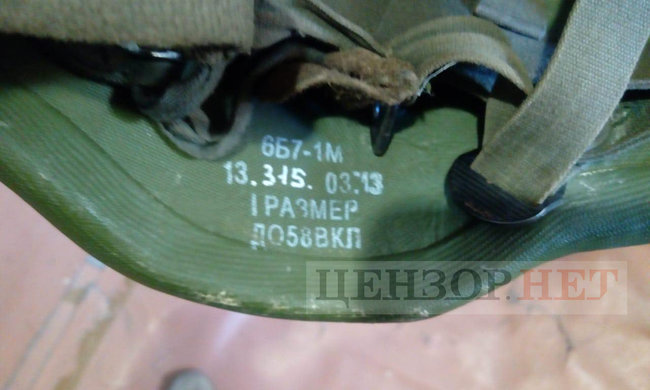 6Б7-1М
13.315. 03.13
I РАЗМЕР
ДО58ВКЛ
ЦЕНЗОР.НЕТ